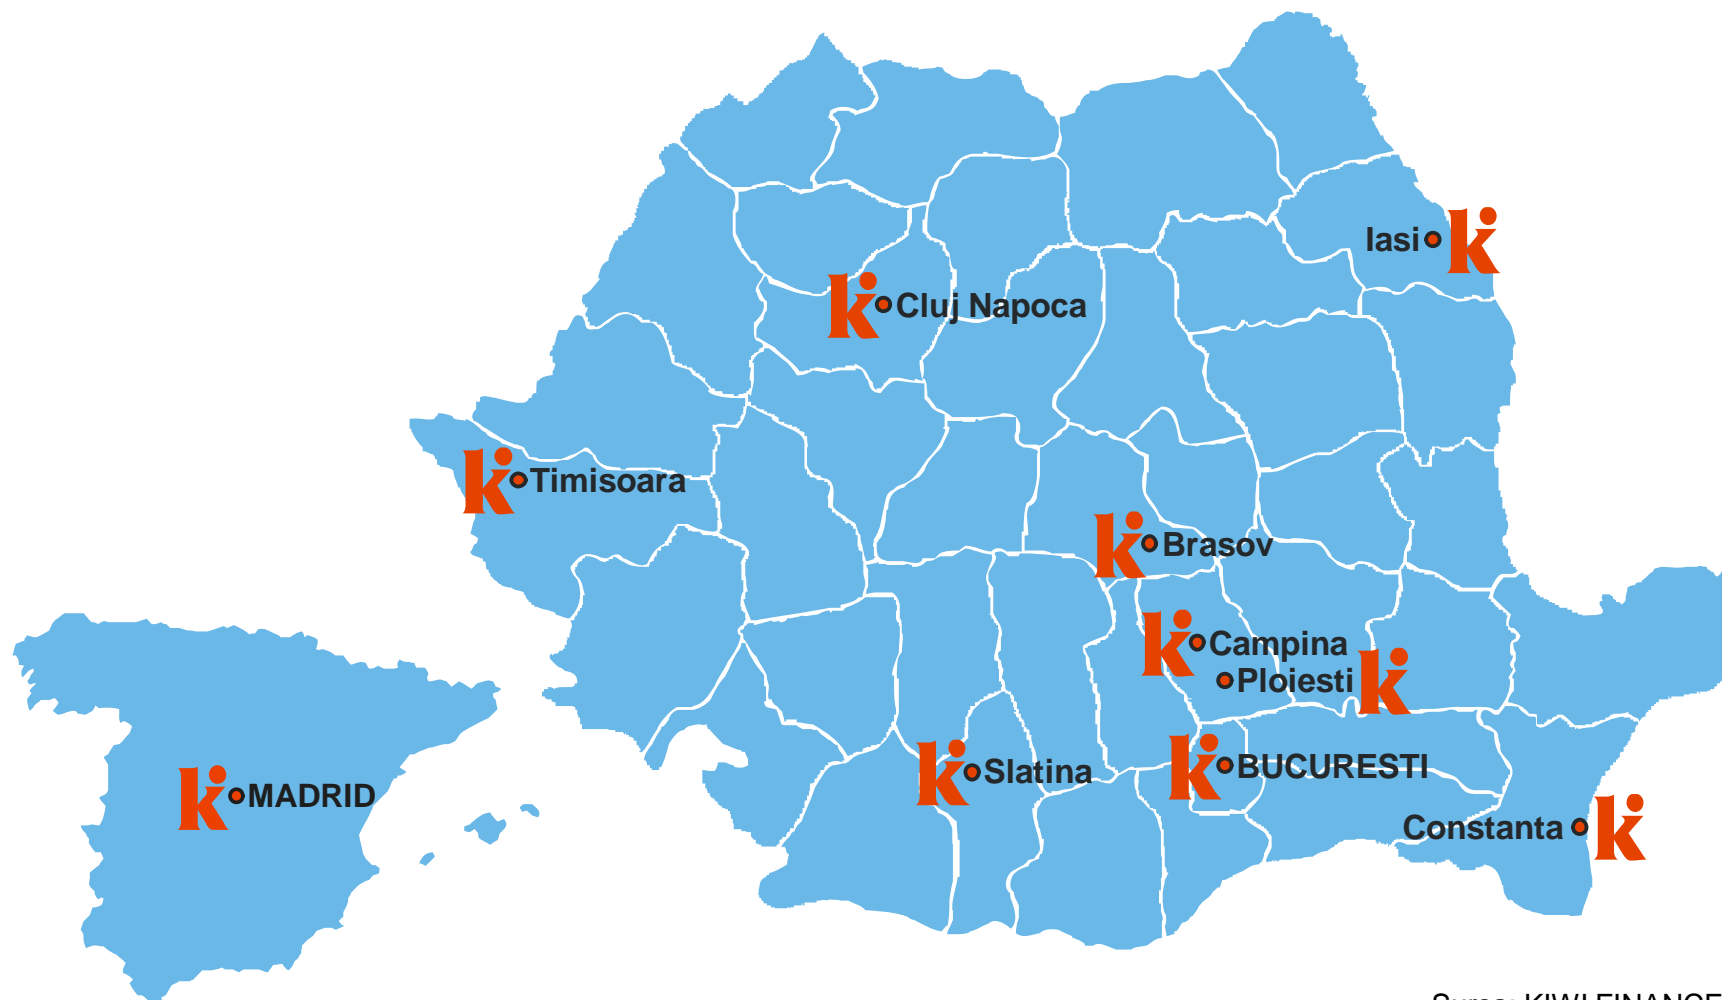 Iasi
Cluj Napoca
Timisoara
Brasov
Campina
Ploiesti
Slatina
BUCURESTI
MADRID
Constanta